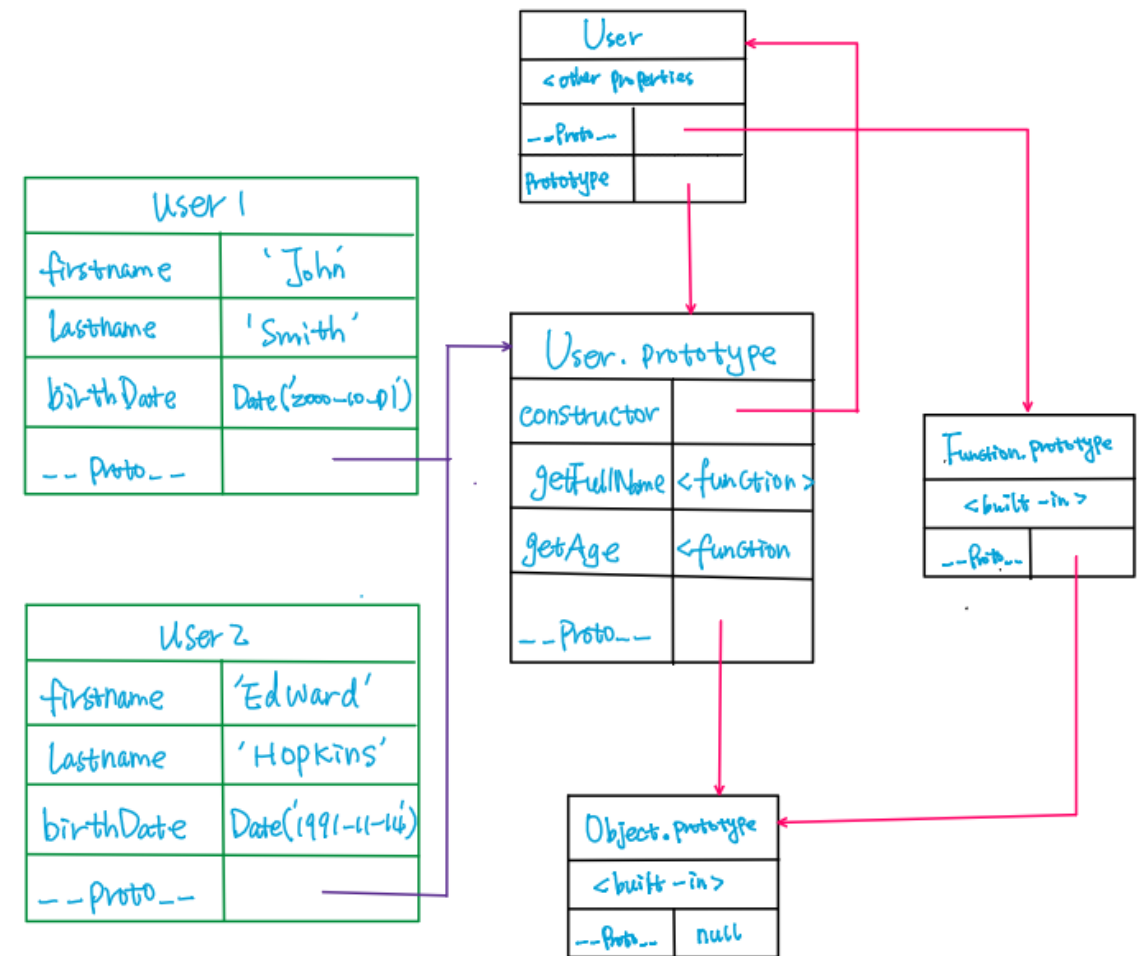 User
<other properties
__Proto__
Prototype
User 1
firstname 'John'
lastname 'Smith'
birthDate Date('2000-10-01')
__Proto__
User 2
firstname 'Edward'
lastname 'Hopkins'
birthDate Date('1991-11-14')
__Proto__
User.prototype
constructor
getFullName <function>
getAge <function
__Proto__
Function.prototype
<built-in>
__Proto__
Object.prototype
<built-in>
__Proto__ null